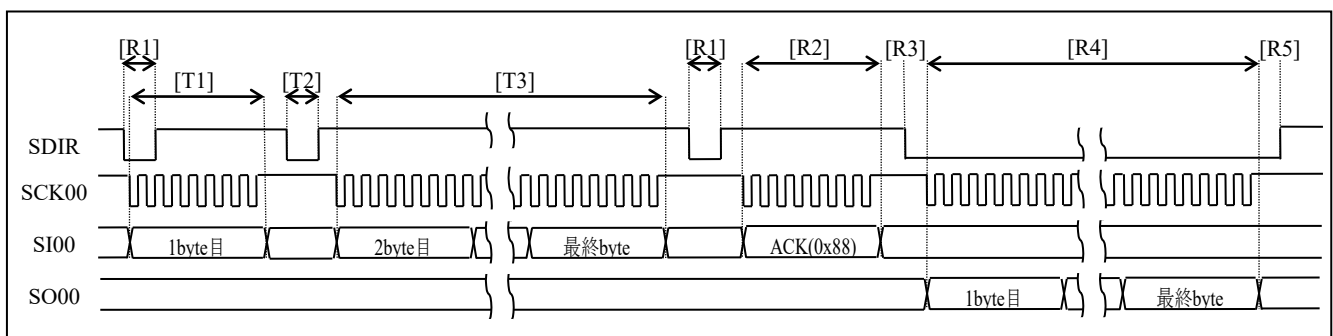 [R1] [R1] [R2] [R3] [R4] [R5]
[T1] [T2] [T3]
SDIR
SCK00
SI00 1byte目 2byte目 最終byte ACK(0x88)
SO00 1byte目 最終byte